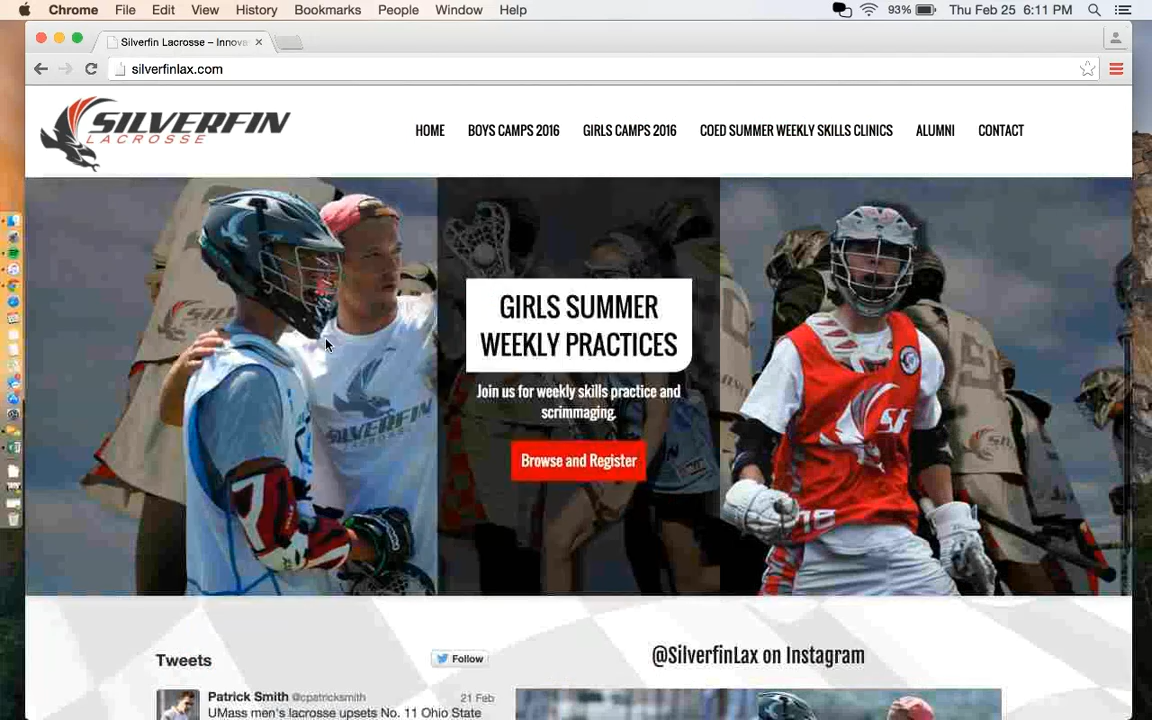 Chrome File Edit View History Bookmarks People Window Help 93% Thu Feb 25 6:11 PM
Silverfin Lacrosse – Innova
silverfinlax.com
SILVERFIN
LACROSSE
HOME BOYS CAMPS 2016 GIRLS CAMPS 2016 COED SUMMER WEEKLY SKILLS CLINICS ALUMNI CONTACT
GIRLS SUMMER
WEEKLY PRACTICES
Join us for weekly skills practice and
scrimmaging.
Browse and Register
SILVERFIN
SF
Tweets Follow
@SilverfinLax on Instagram
Patrick Smith @cpatricksmith 21 Feb
UMass men's lacrosse upsets No. 11 Ohio State